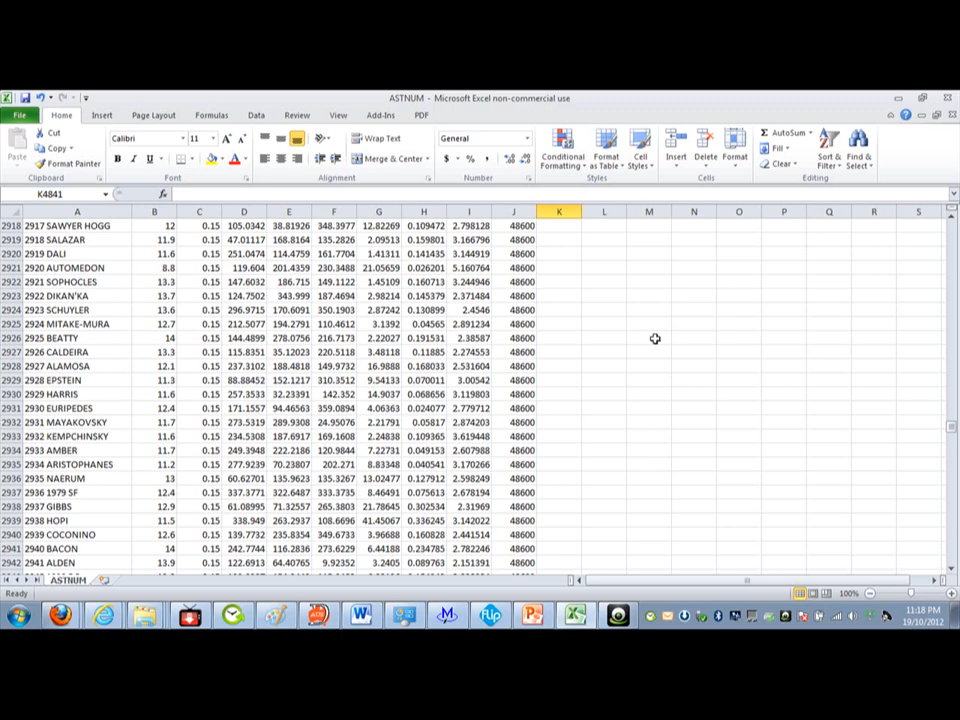 ASTNUM - Microsoft Excel non-commercial use
File Home Insert Page Layout Formulas Data Review View Add-Ins PDF
Paste
Cut
Copy
Format Painter
Clipboard
Calibri 11
B I U A
Font
Wrap Text
Merge & Center
Alignment
General
$ % ,
Number
Conditional Formatting
Format as Table
Cell Styles
Styles
Insert Delete Format
Cells
AutoSum
Fill
Clear
Sort & Filter
Find & Select
Editing
K4841 fx
A B C D E F G H I J K L M N O P Q R S
2918 2917 SAWYER HOGG 12 0.15 105.0342 38.81926 348.3977 12.82269 0.109472 2.798128 48600
2919 2918 SALAZAR 11.9 0.15 47.01117 168.8164 135.2826 2.09513 0.159801 3.166796 48600
2920 2919 DALI 11.6 0.15 251.0474 114.4759 161.7704 1.41311 0.141435 3.144919 48600
2921 2920 AUTOMEDON 8.8 0.15 119.604 201.4359 230.3488 21.05659 0.026201 5.160764 48600
2922 2921 SOPHOCLES 13.3 0.15 147.6032 186.715 149.1122 1.45109 0.160713 3.244946 48600
2923 2922 DIKAN'KA 13.7 0.15 124.7502 343.999 187.4694 2.98214 0.145379 2.371484 48600
2924 2923 SCHUYLER 13.6 0.15 296.9715 170.6091 350.1903 2.87242 0.130899 2.4546 48600
2925 2924 MITAKE-MURA 12.7 0.15 212.5077 194.2791 110.4612 3.1392 0.04565 2.891234 48600
2926 2925 BEATTY 14 0.15 144.4899 278.0756 216.7173 2.22027 0.191531 2.38587 48600
2927 2926 CALDEIRA 13.3 0.15 115.8351 35.12023 220.5118 3.48118 0.11885 2.274553 48600
2928 2927 ALAMOSA 12.1 0.15 237.3102 188.4818 149.9732 16.9888 0.168033 2.531604 48600
2929 2928 EPSTEIN 11.3 0.15 88.88452 152.1217 310.3512 9.54133 0.070011 3.00542 48600
2930 2929 HARRIS 11.6 0.15 257.3533 32.23391 142.352 14.9037 0.068656 3.119803 48600
2931 2930 EURIPEDES 12.4 0.15 171.1557 94.46563 359.0894 4.06363 0.024077 2.779712 48600
2932 2931 MAYAKOVSKY 11.7 0.15 273.5319 289.9308 24.95076 2.21791 0.05817 2.874203 48600
2933 2932 KEMPCHINSKY 11.6 0.15 234.5308 187.6917 169.1608 2.24838 0.109365 3.619448 48600
2934 2933 AMBER 11.7 0.15 249.3948 222.2186 120.9844 7.22731 0.049153 2.607988 48600
2935 2934 ARISTOPHANES 11.2 0.15 277.9239 70.23807 202.271 8.83348 0.040541 3.170266 48600
2936 2935 NAERUM 13 0.15 60.62701 135.9623 135.3267 13.02477 0.127912 2.598249 48600
2937 2936 1979 SF 12.4 0.15 337.3771 322.6487 333.3735 8.46491 0.075613 2.678194 48600
2938 2937 GIBBS 12.9 0.15 61.08995 71.32557 265.3803 21.78645 0.302534 2.31969 48600
2939 2938 HOPI 11.5 0.15 338.949 263.2937 108.6696 41.45067 0.336245 3.142022 48600
2940 2939 COCONINO 12.6 0.15 139.7732 235.8354 349.6733 3.96688 0.160828 2.441514 48600
2941 2940 BACON 14 0.15 242.7744 116.2836 273.6229 6.44188 0.234785 2.782246 48600
2942 2941 ALDEN 13.9 0.15 122.6913 64.40765 9.92352 3.2405 0.089763 2.151391 48600
ASTNUM
Ready 100%
11:18 PM
19/10/2012